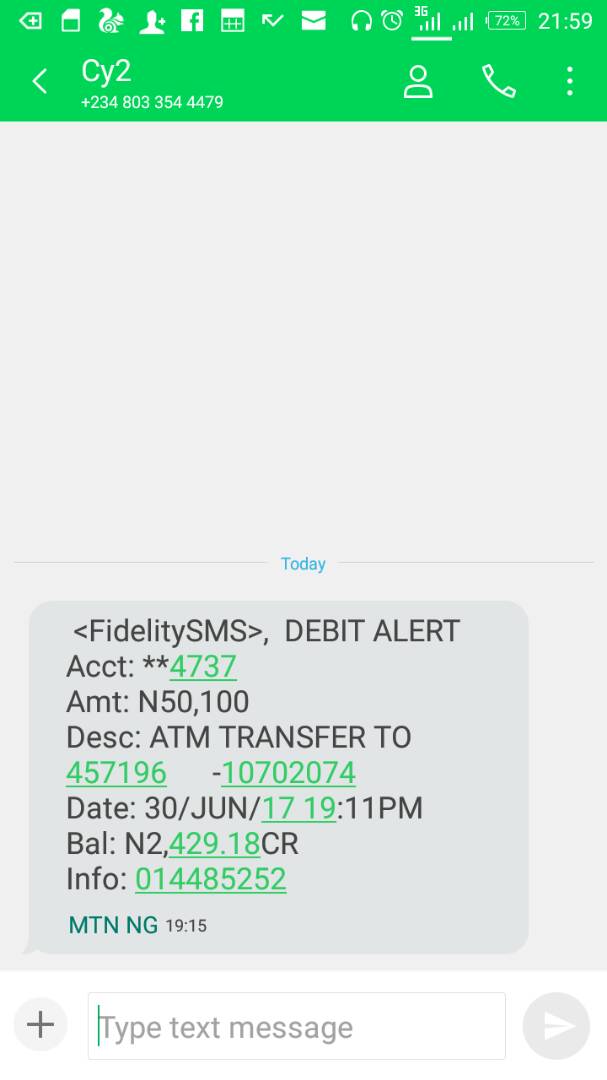 3G
72%
21:59
Cy2
+234 803 354 4479
Today
<FidelitySMS>, DEBIT ALERT
Acct: **4737
Amt: N50,100
Desc: ATM TRANSFER TO
457196 -10702074
Date: 30/JUN/17 19:11PM
Bal: N2,429.18CR
Info: 014485252
MTN NG 19:15
Type text message